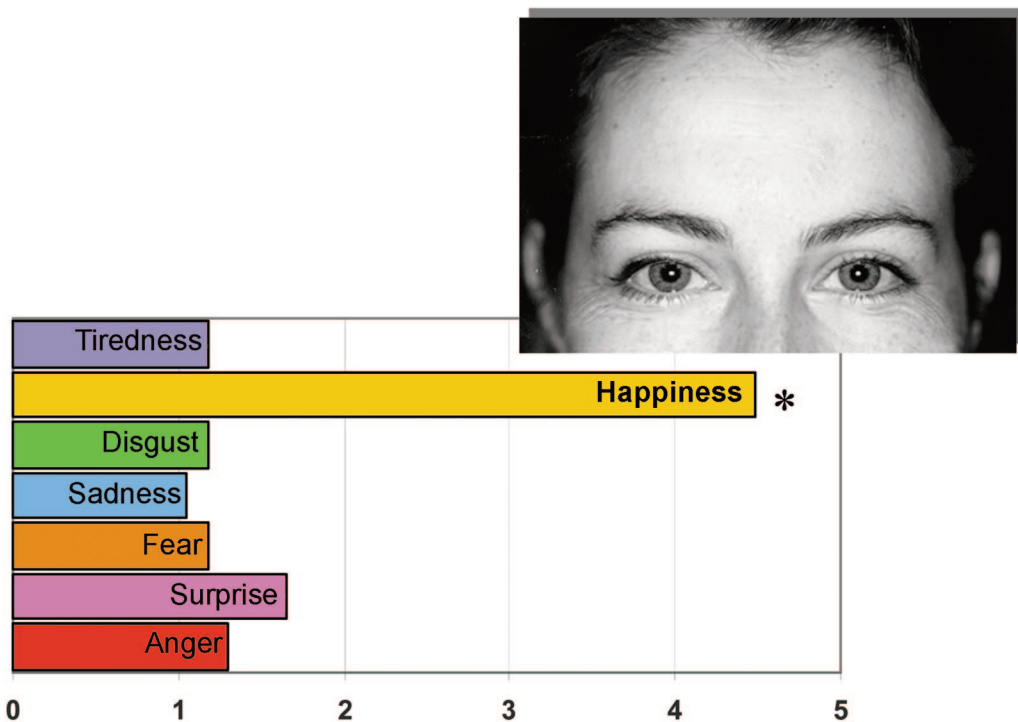 Tiredness
Happiness *
Disgust
Sadness
Fear
Surprise
Anger
0 1 2 3 4 5